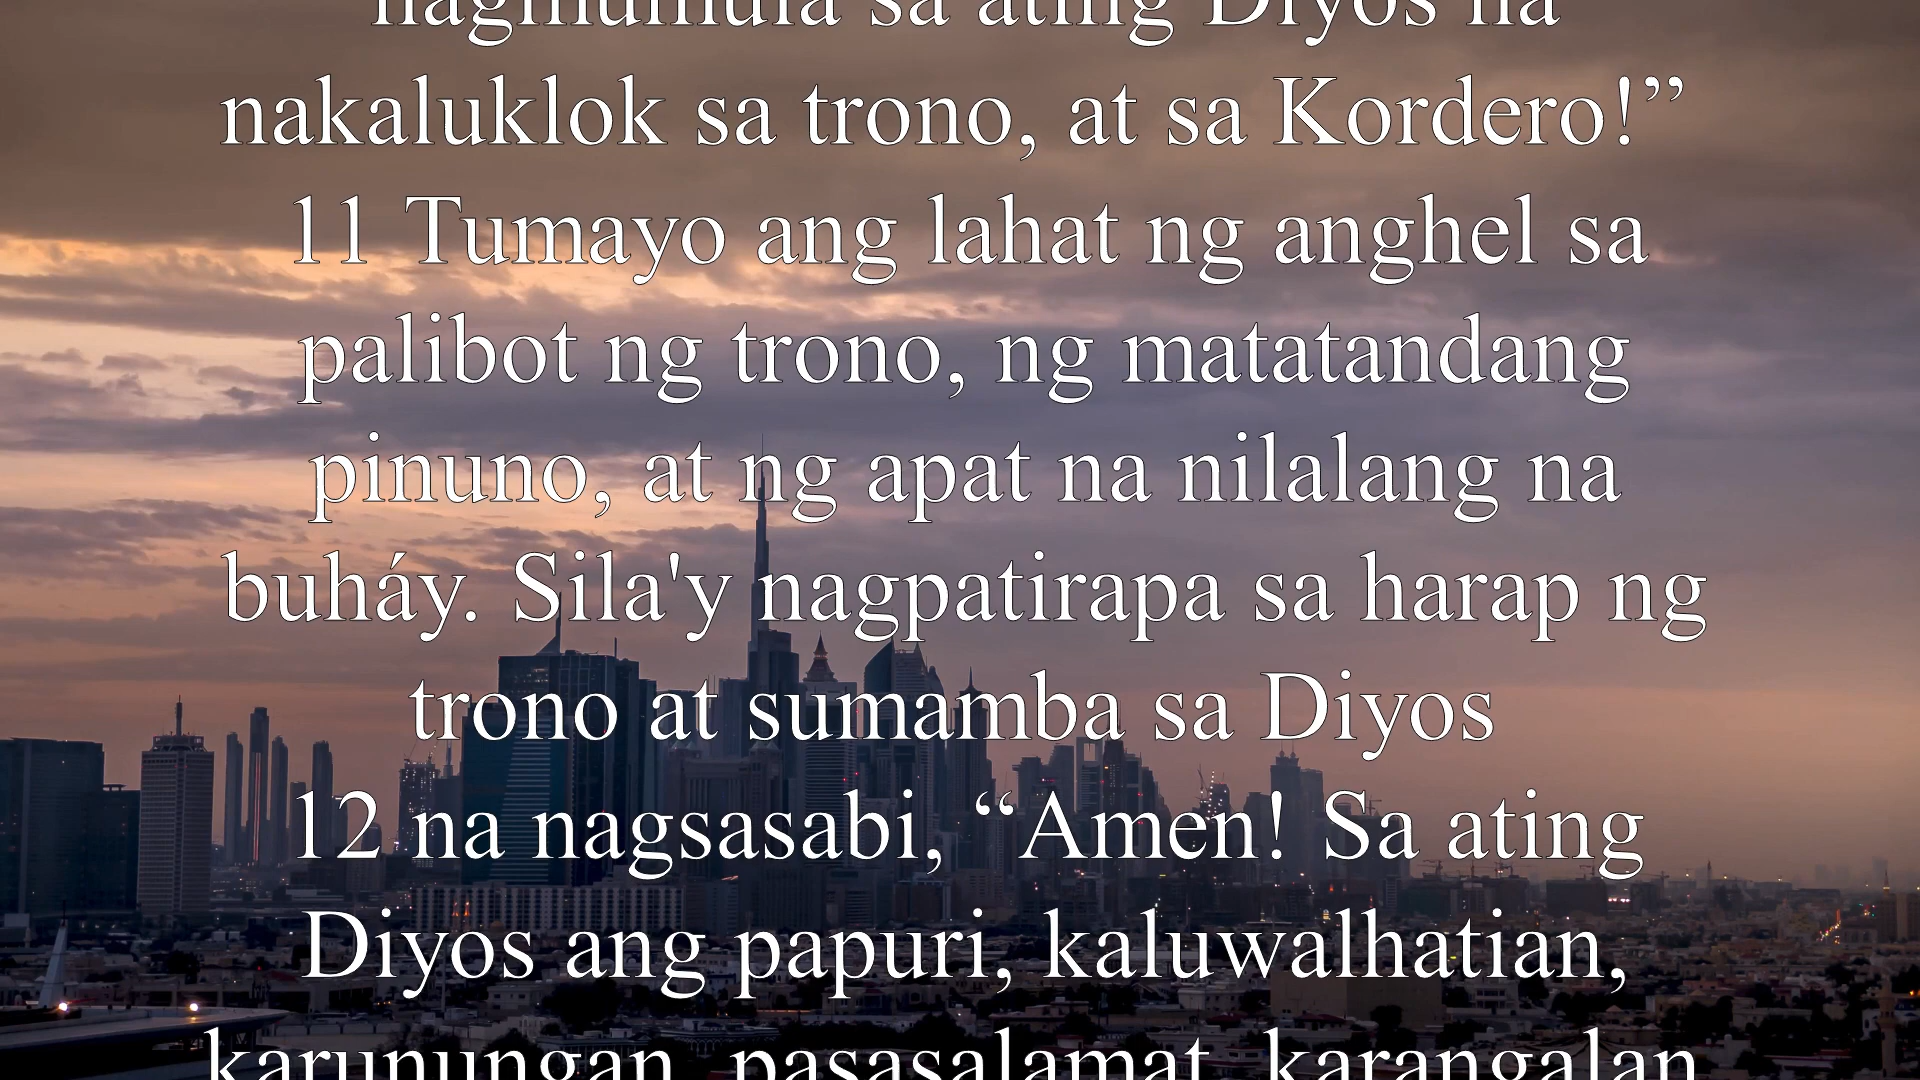 nagmumula sa ating Diyos na
nakaluklok sa trono, at sa Kordero!”
11 Tumayo ang lahat ng anghel sa
palibot ng trono, ng matatandang
pinuno, at ng apat na nilalang na
buháy. Sila'y nagpatirapa sa harap ng
trono at sumamba sa Diyos
12 na nagsasabi, “Amen! Sa ating
Diyos ang papuri, kaluwalhatian,
karunungan, pasasalamat, karangalan